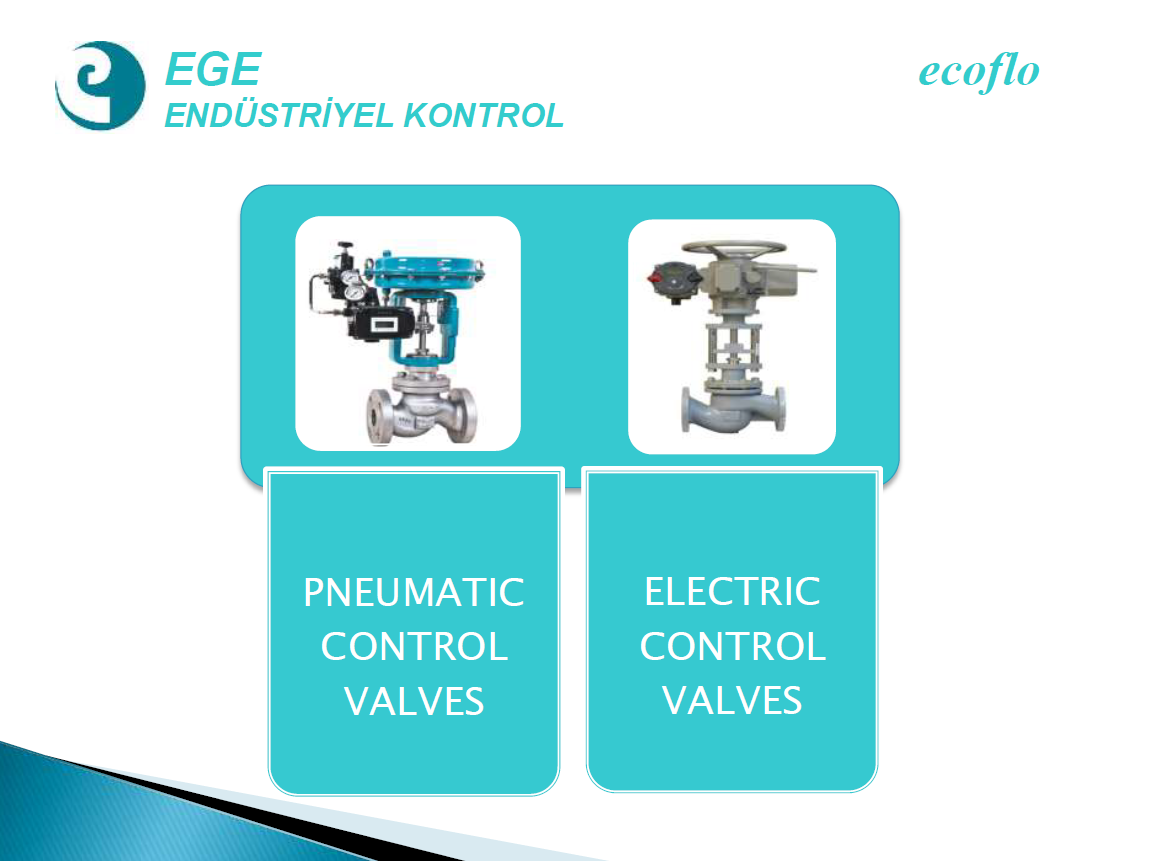 EGE
ENDÜSTRİYEL KONTROL
ecoflo
PNEUMATIC
CONTROL
VALVES
ELECTRIC
CONTROL
VALVES